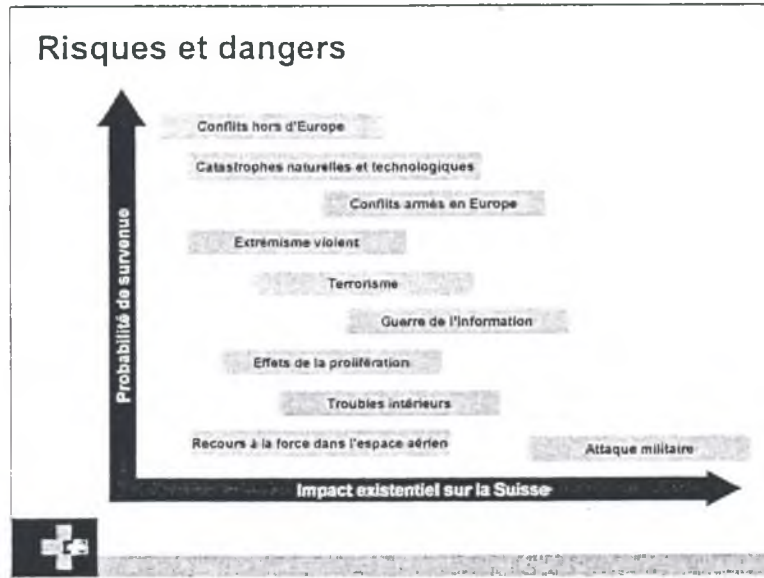 Risques et dangers
Conflits hors d'Europe
Catastrophes naturelles et technologiques
Conflits armés en Europe
Extrémisme violent
Terrorisme
Guerre de l'information
Effets de la prolifération
Troubles intérieurs
Recours à la force dans l'espace aérien
Attaque militaire
Probabilité de survenue
Impact existentiel sur la Suisse